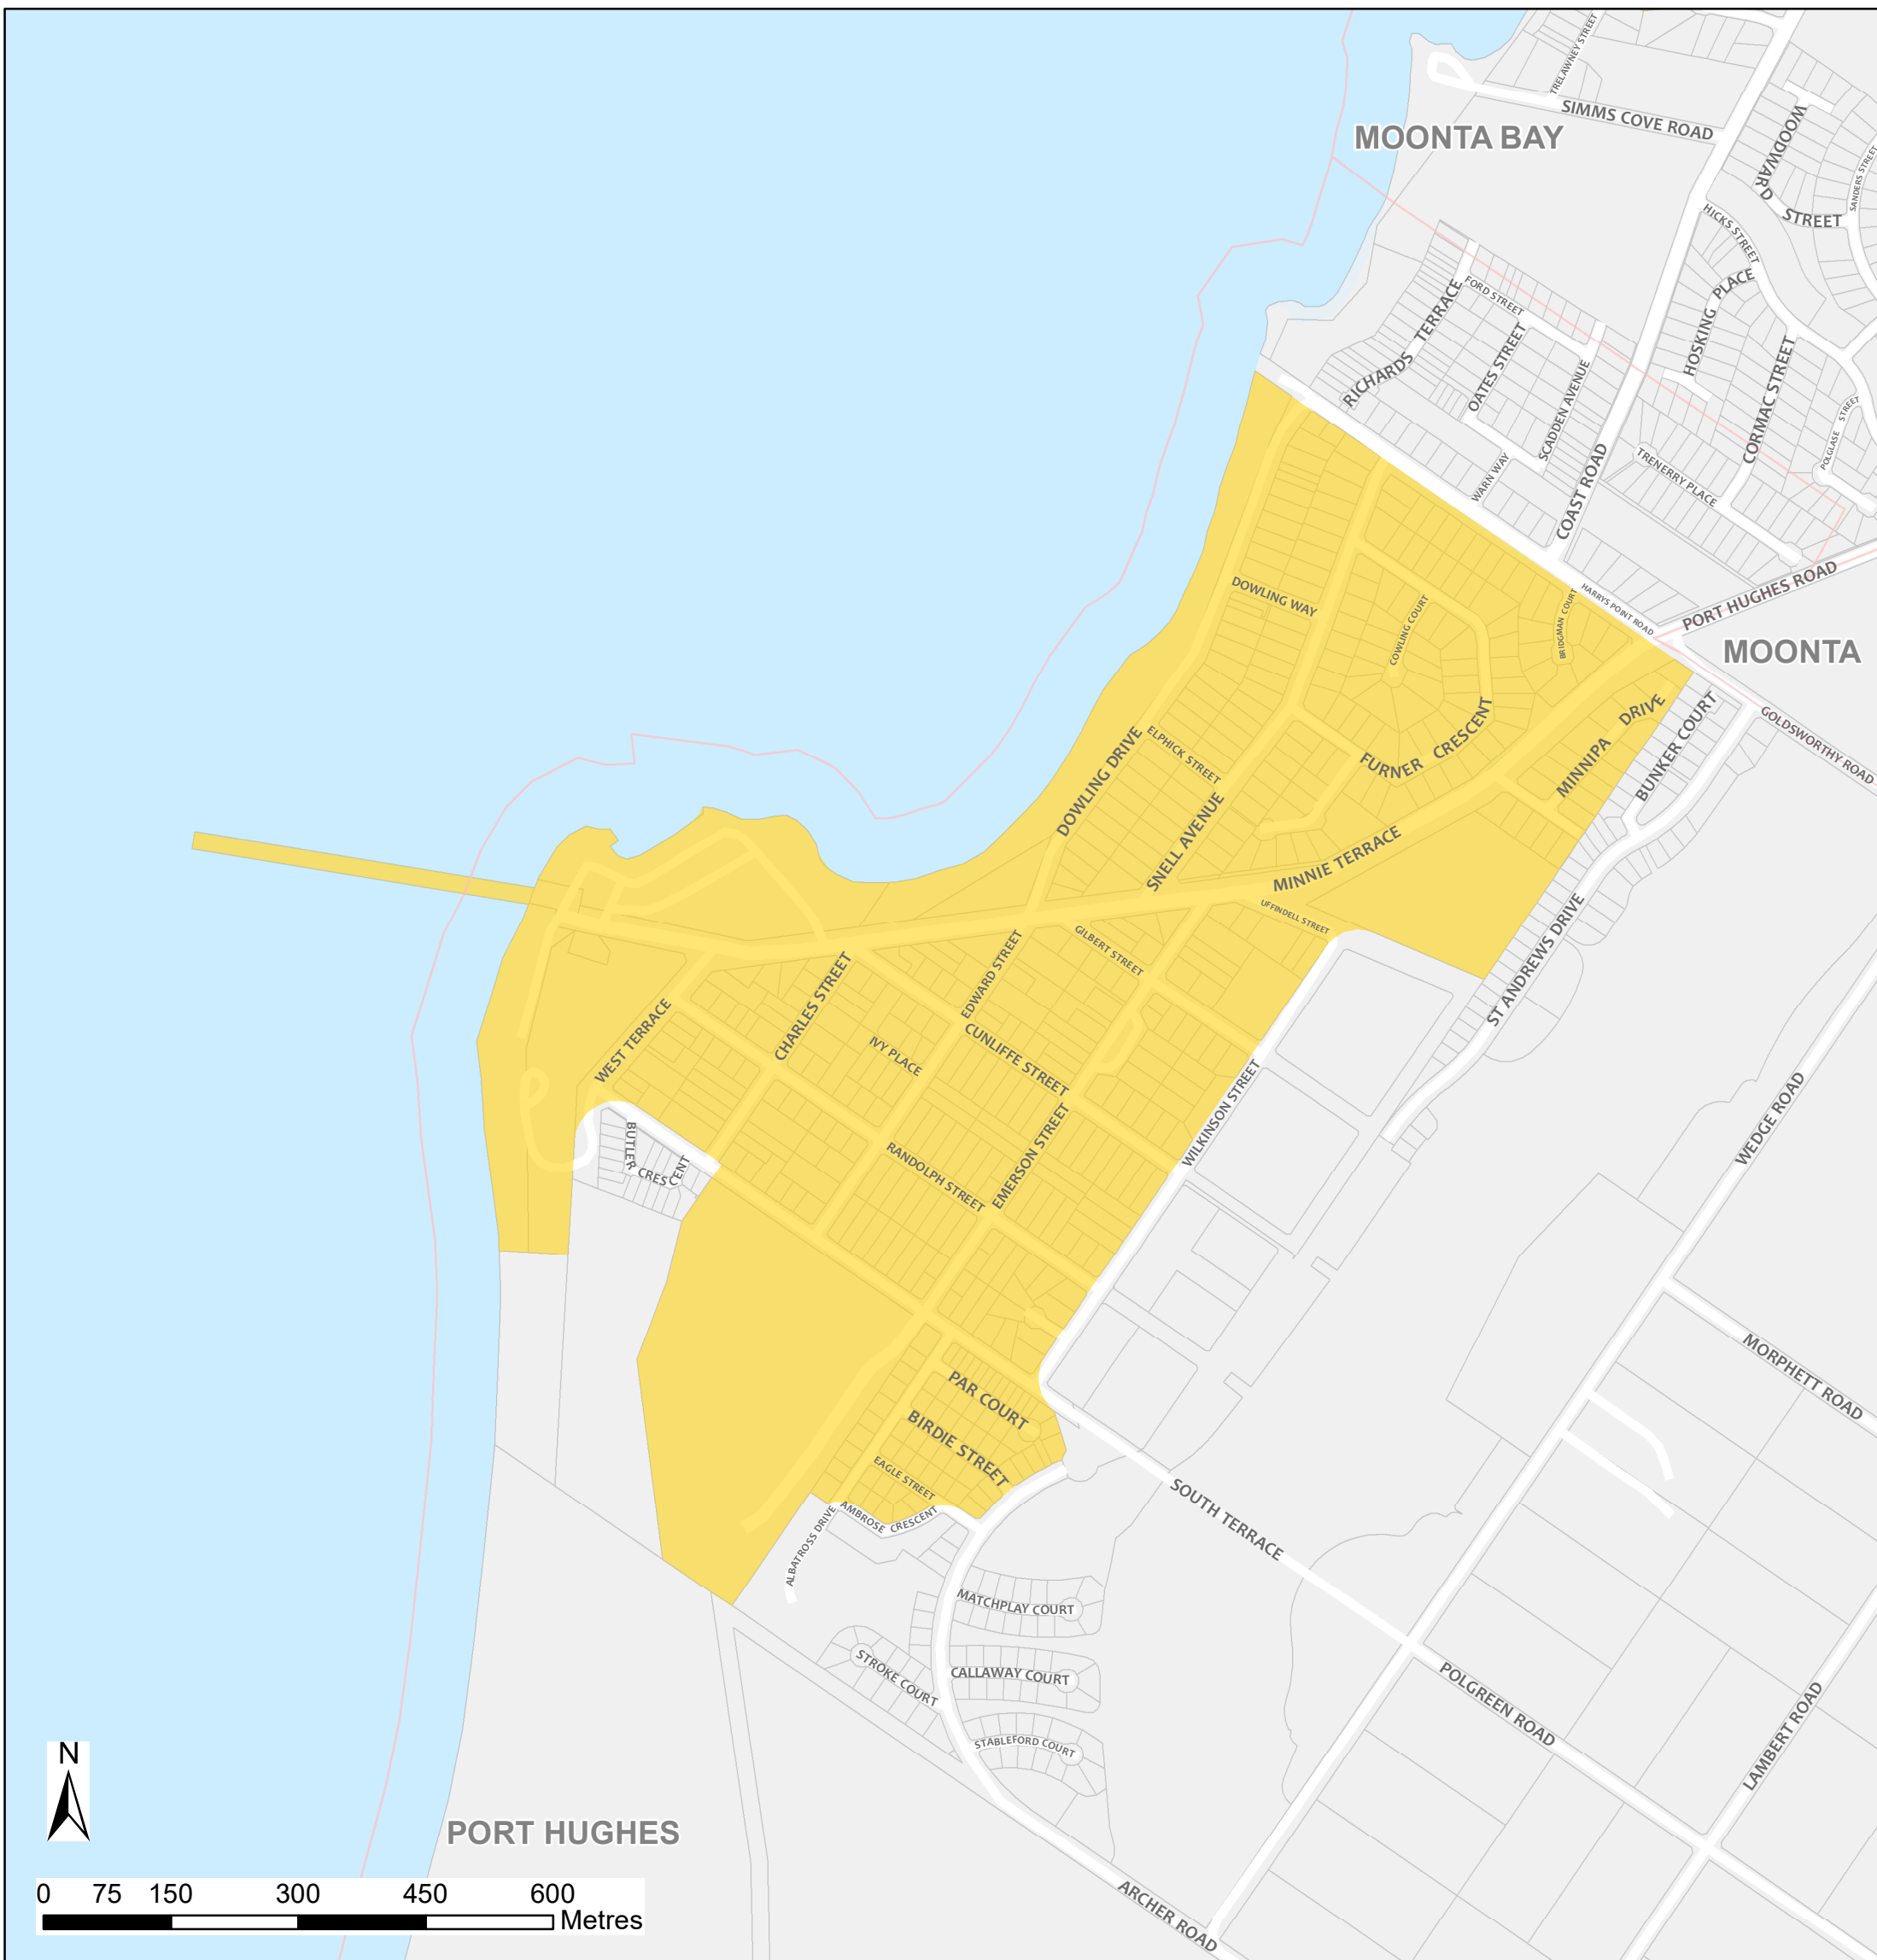 TRELAWNEY STREET
SIMMS COVE ROAD
MOONTA BAY
WOODWARD STREET
SANDERS STREET
HICKS STREET
HOSKING PLACE
FORD STREET
RICHARDS TERRACE
OATES STREET
SCADDEN AVENUE
CORMAC STREET
POLGLASE STREET
WARN WAY
COAST ROAD
TRENERRY PLACE
PORT HUGHES ROAD
HARRYS POINT ROAD
MOONTA
GOLDSWORTHY ROAD
DOWLING WAY
COWLING COURT
BRIDGMAN COURT
DOWLING DRIVE
ELPHICK STREET
SNELL AVENUE
FURNER CRESCENT
MINNIPA DRIVE
BUNKER COURT
MINNIE TERRACE
UFFINDELL STREET
ST ANDREWS DRIVE
GILBERT STREET
EDWARD STREET
CHARLES STREET
WEST TERRACE
IVY PLACE
CUNLIFFE STREET
WILKINSON STREET
EMERSON STREET
RANDOLPH STREET
BUTLER CRESCENT
WEDGE ROAD
MORPHETT ROAD
PAR COURT
BIRDIE STREET
EAGLE STREET
AMBROSE CRESCENT
ALBATROSS DRIVE
SOUTH TERRACE
MATCHPLAY COURT
STROKE COURT
CALLAWAY COURT
STABLEFORD COURT
POLGREEN ROAD
LAMBERT ROAD
ARCHER ROAD
PORT HUGHES
N
0 75 150 300 450 600
Metres